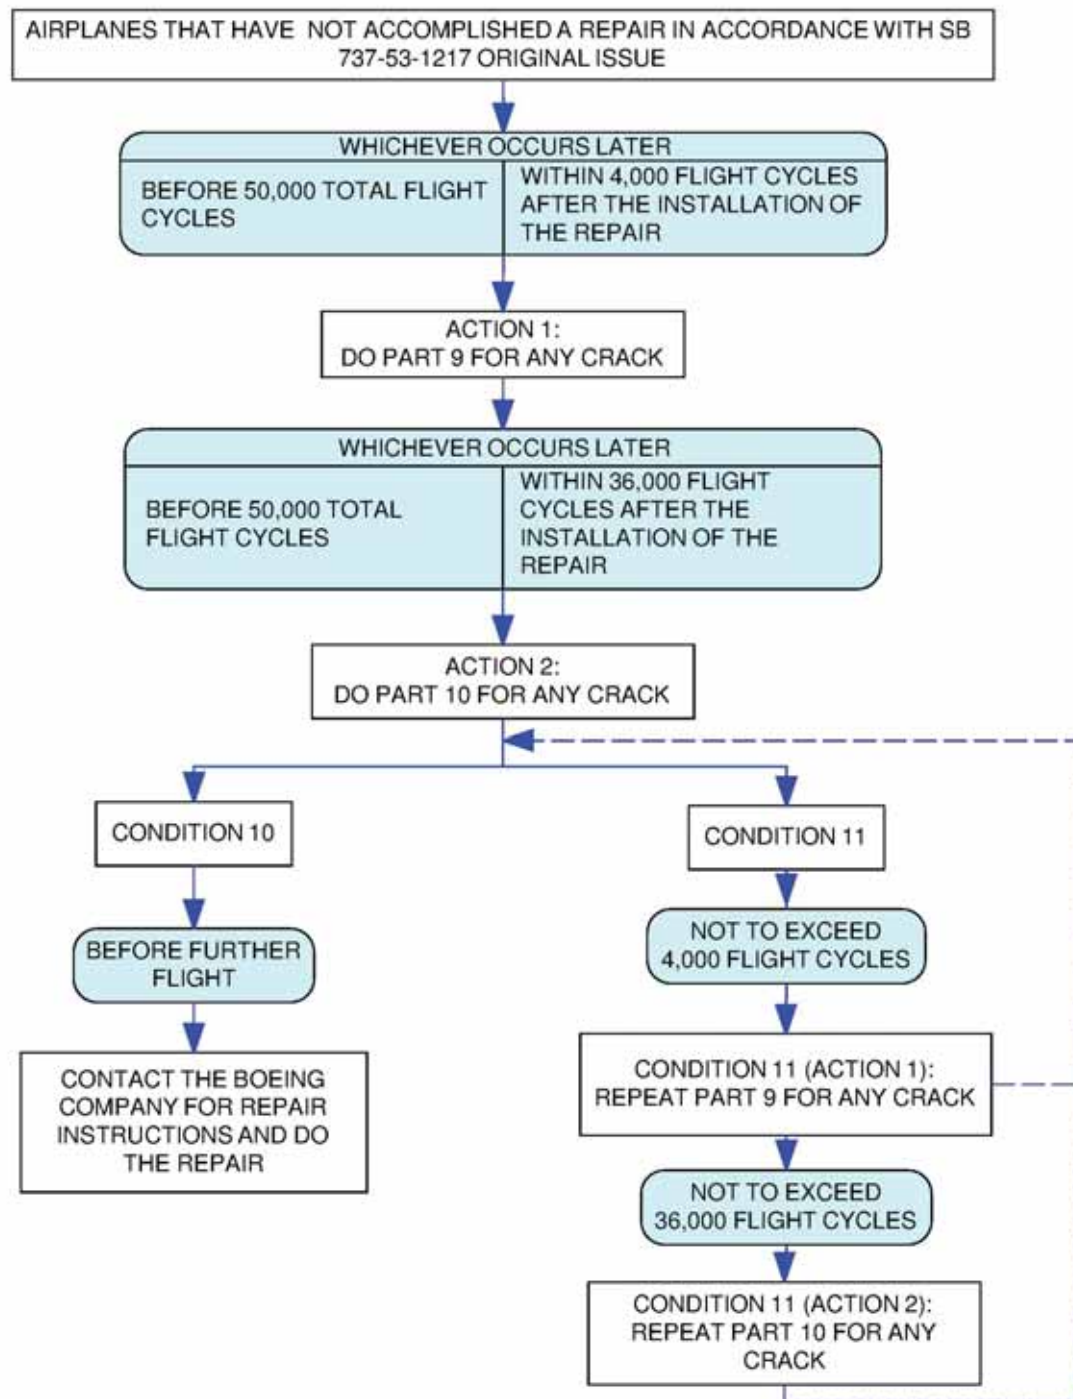 AIRPLANES THAT HAVE NOT ACCOMPLISHED A REPAIR IN ACCORDANCE WITH SB
737-53-1217 ORIGINAL ISSUE
WHICHEVER OCCURS LATER
BEFORE 50,000 TOTAL FLIGHT
CYCLES
WITHIN 4,000 FLIGHT CYCLES
AFTER THE INSTALLATION OF
THE REPAIR
ACTION 1:
DO PART 9 FOR ANY CRACK
WHICHEVER OCCURS LATER
BEFORE 50,000 TOTAL
FLIGHT CYCLES
WITHIN 36,000 FLIGHT
CYCLES AFTER THE
INSTALLATION OF THE
REPAIR
ACTION 2:
DO PART 10 FOR ANY CRACK
CONDITION 10
BEFORE FURTHER
FLIGHT
CONTACT THE BOEING
COMPANY FOR REPAIR
INSTRUCTIONS AND DO
THE REPAIR
CONDITION 11
NOT TO EXCEED
4,000 FLIGHT CYCLES
CONDITION 11 (ACTION 1):
REPEAT PART 9 FOR ANY CRACK
NOT TO EXCEED
36,000 FLIGHT CYCLES
CONDITION 11 (ACTION 2):
REPEAT PART 10 FOR ANY
CRACK